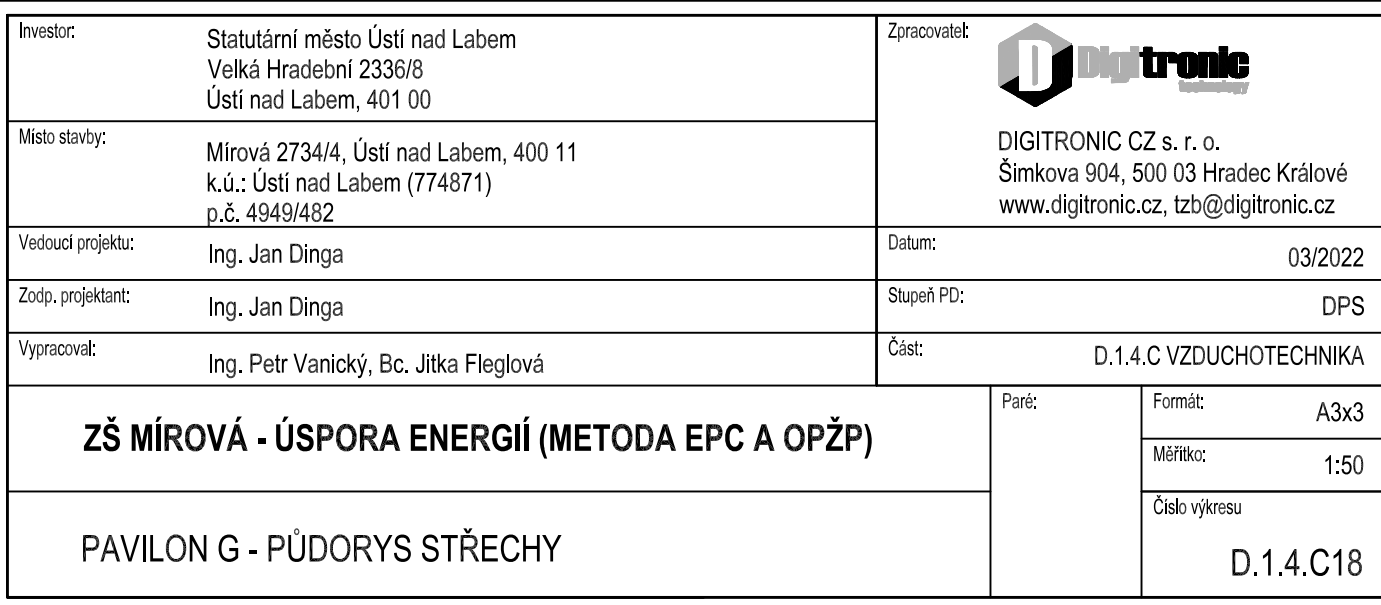 Investor:
Statutární město Ústí nad Labem
Velká Hradební 2336/8
Ústí nad Labem, 401 00
Zpracovatel:
D Digitronic
technology
DIGITRONIC CZ s. r. o.
Šimkova 904, 500 03 Hradec Králové
www.digitronic.cz, tzb@digitronic.cz
Místo stavby:
Mírová 2734/4, Ústí nad Labem, 400 11
k.ú.: Ústí nad Labem (774871)
p.č. 4949/482
Vedoucí projektu:
Ing. Jan Dinga
Datum:
03/2022
Zodp. projektant:
Ing. Jan Dinga
Stupeň PD:
DPS
Vypracoval:
Ing. Petr Vanický, Bc. Jitka Fleglová
Část:
D.1.4.C VZDUCHOTECHNIKA
ZŠ MÍROVÁ - ÚSPORA ENERGIÍ (METODA EPC A OPŽP)
Paré:
Formát:
A3x3
Měřítko:
1:50
PAVILON G - PŮDORYS STŘECHY
Číslo výkresu
D.1.4.C18